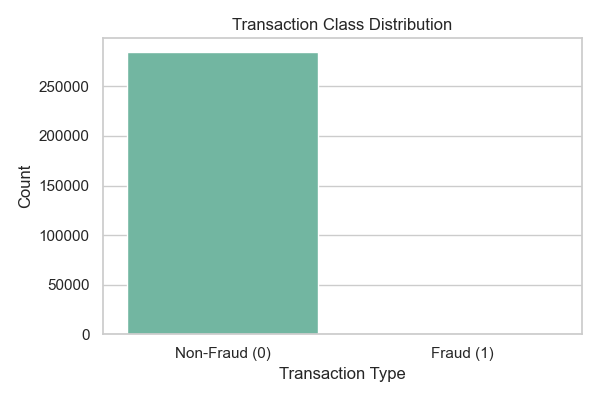 Transaction Class Distribution
Count
250000
200000
150000
100000
50000
0
Non-Fraud (0) Fraud (1)
Transaction Type